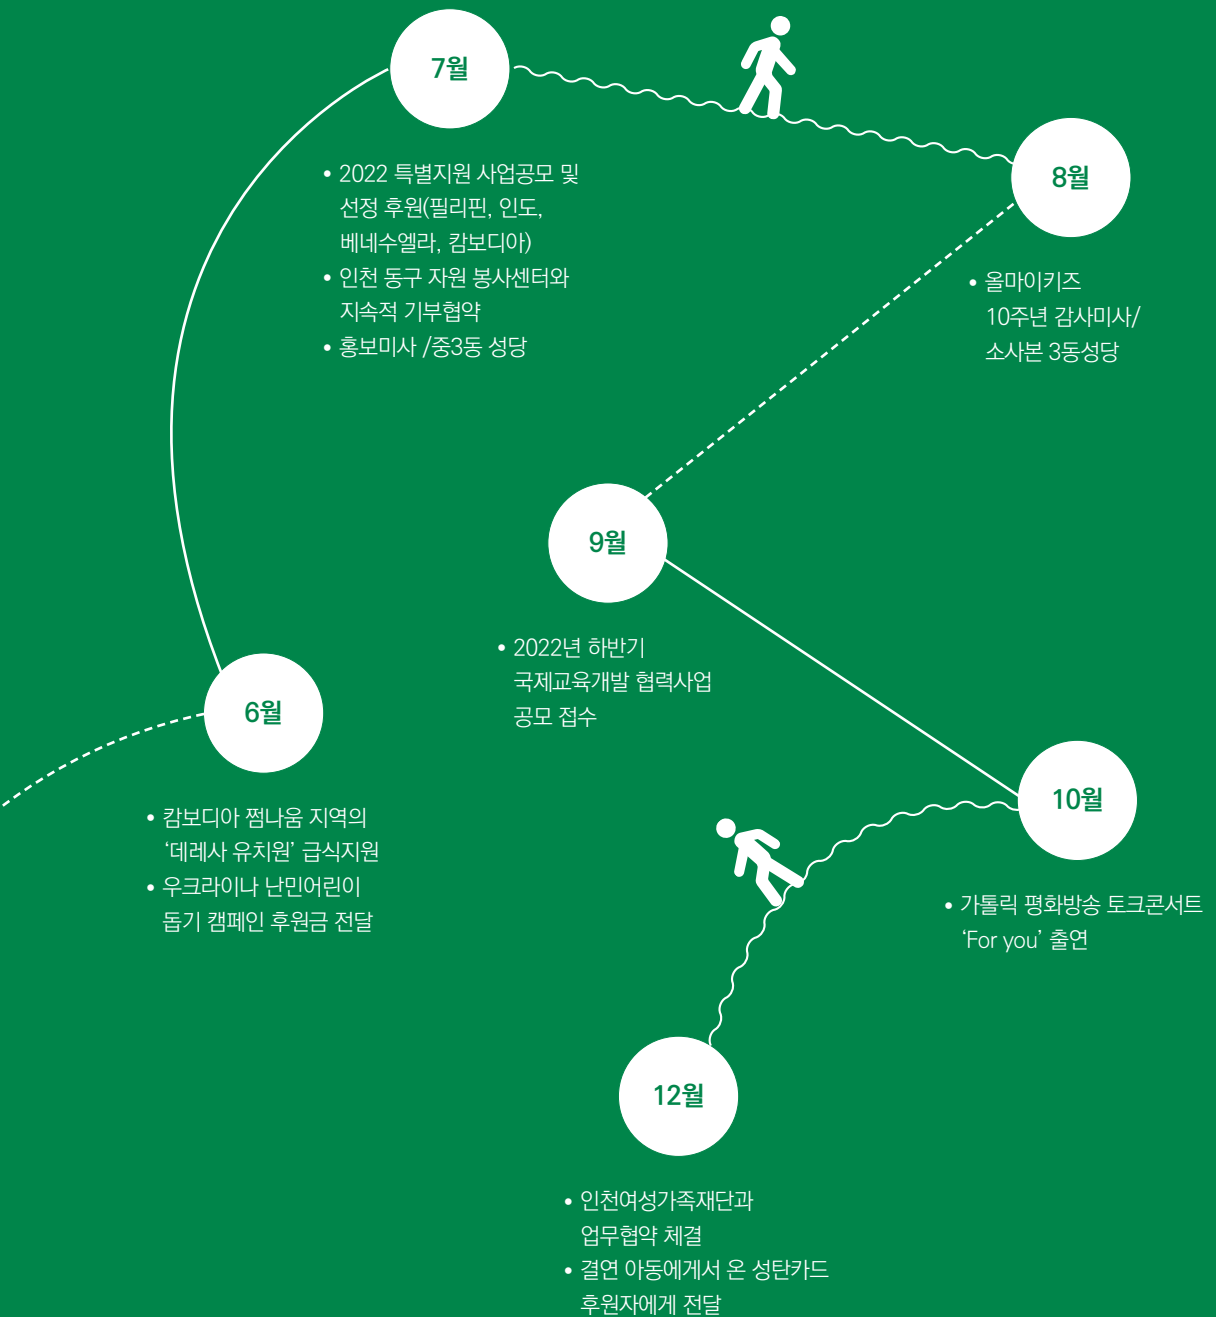 7월
• 2022 특별지원 사업공모 및
선정 후원(필리핀, 인도,
베네수엘라, 캄보디아)
• 인천 동구 자원 봉사센터와
지속적 기부협약
• 홍보미사 /중3동 성당
8월
• 올마이키즈
10주년 감사미사/
소사본 3동성당
9월
• 2022년 하반기
국제교육개발 협력사업
공모 접수
6월
• 캄보디아 쩜나옴 지역의
‘데레사 유치원’ 급식지원
• 우크라이나 난민어린이
돕기 캠페인 후원금 전달
10월
• 가톨릭 평화방송 토크콘서트
‘For you’ 출연
12월
• 인천여성가족재단과
업무협약 체결
• 결연 아동에게서 온 성탄카드
후원자에게 전달